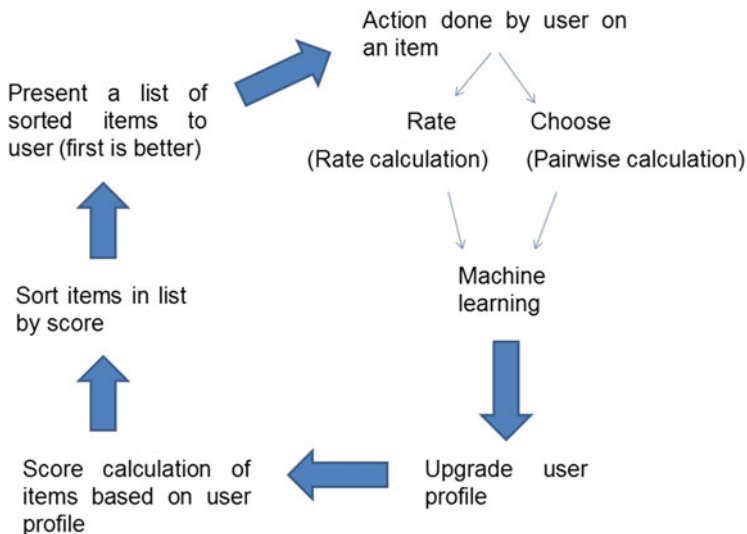 Action done by user on
an item
Present a list of
sorted items to
user (first is better)
Rate
(Rate calculation)
Choose
(Pairwise calculation)
Machine
learning
Sort items in list
by score
Upgrade user
profile
Score calculation of
items based on user
profile